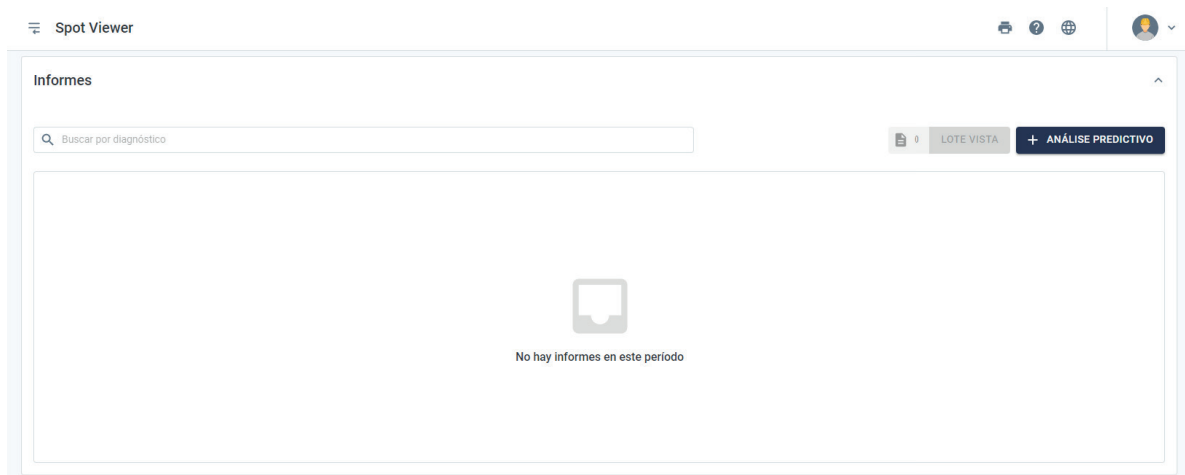 Spot Viewer
Informes
Buscar por diagnóstico
0 LOTE VISTA + ANÁLISE PREDICTIVO
No hay informes en este período